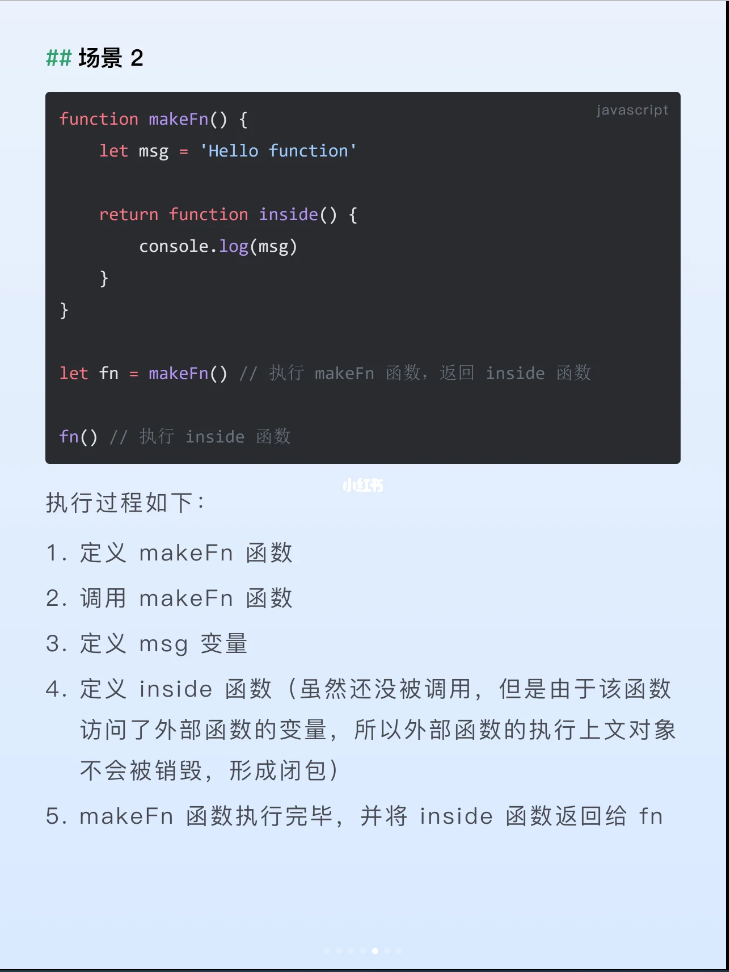 ## 场景 2
javascript
function makeFn() {
    let msg = 'Hello function'
    return function inside() {
        console.log(msg)
    }
}
let fn = makeFn() // 执行 makeFn 函数，返回 inside 函数
fn() // 执行 inside 函数
小红书
执行过程如下：
1. 定义 makeFn 函数
2. 调用 makeFn 函数
3. 定义 msg 变量
4. 定义 inside 函数（虽然还没被调用，但是由于该函数
访问了外部函数的变量，所以外部函数的执行上文对象
不会被销毁，形成闭包）
5. makeFn 函数执行完毕，并将 inside 函数返回给 fn